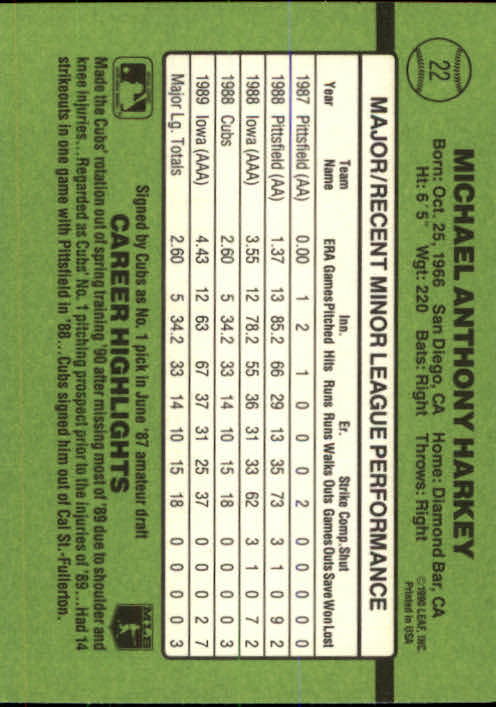 22
MICHAEL ANTHONY HARKEY
Born: Oct. 25, 1966 San Diego, CA Home: Diamond Bar, CA
Ht: 6'5" Wgt: 220 Bats: Right Throws: Right
©1990 LEAF, INC.
Printed in USA
MAJOR/RECENT MINOR LEAGUE PERFORMANCE
Team Inn. Er. Strike Comp. Shut
Year Name ERA Games Pitched Hits Runs Runs Walks Outs Games Outs Save Won Lost
1987 Pittsfield (AA) 0.00 1 2 1 0 0 0 2 0 0 0 0 0
1988 Pittsfield (AA) 1.37 13 85.2 66 29 13 35 73 3 1 0 9 2
1988 Iowa (AAA) 3.55 12 78.2 55 36 31 33 62 3 1 0 7 2
1988 Cubs 2.60 5 34.2 33 14 10 15 18 0 0 0 0 3
1989 Iowa (AAA) 4.43 12 63 67 37 31 25 37 0 0 0 2 7
Major Lg. Totals 2.60 5 34.2 33 14 10 15 18 0 0 0 0 3
Signed by Cubs as No. 1 pick in June '87 amateur draft
CAREER HIGHLIGHTS
MLB
Made the Cubs' rotation out of spring training '90 after missing most of '89 due to shoulder and
knee injuries...Regarded as Cubs' No. 1 pitching prospect prior to the injuries of '89...Had 14
strikeouts in one game with Pittsfield in '88...Cubs signed him out of Cal St.-Fullerton.